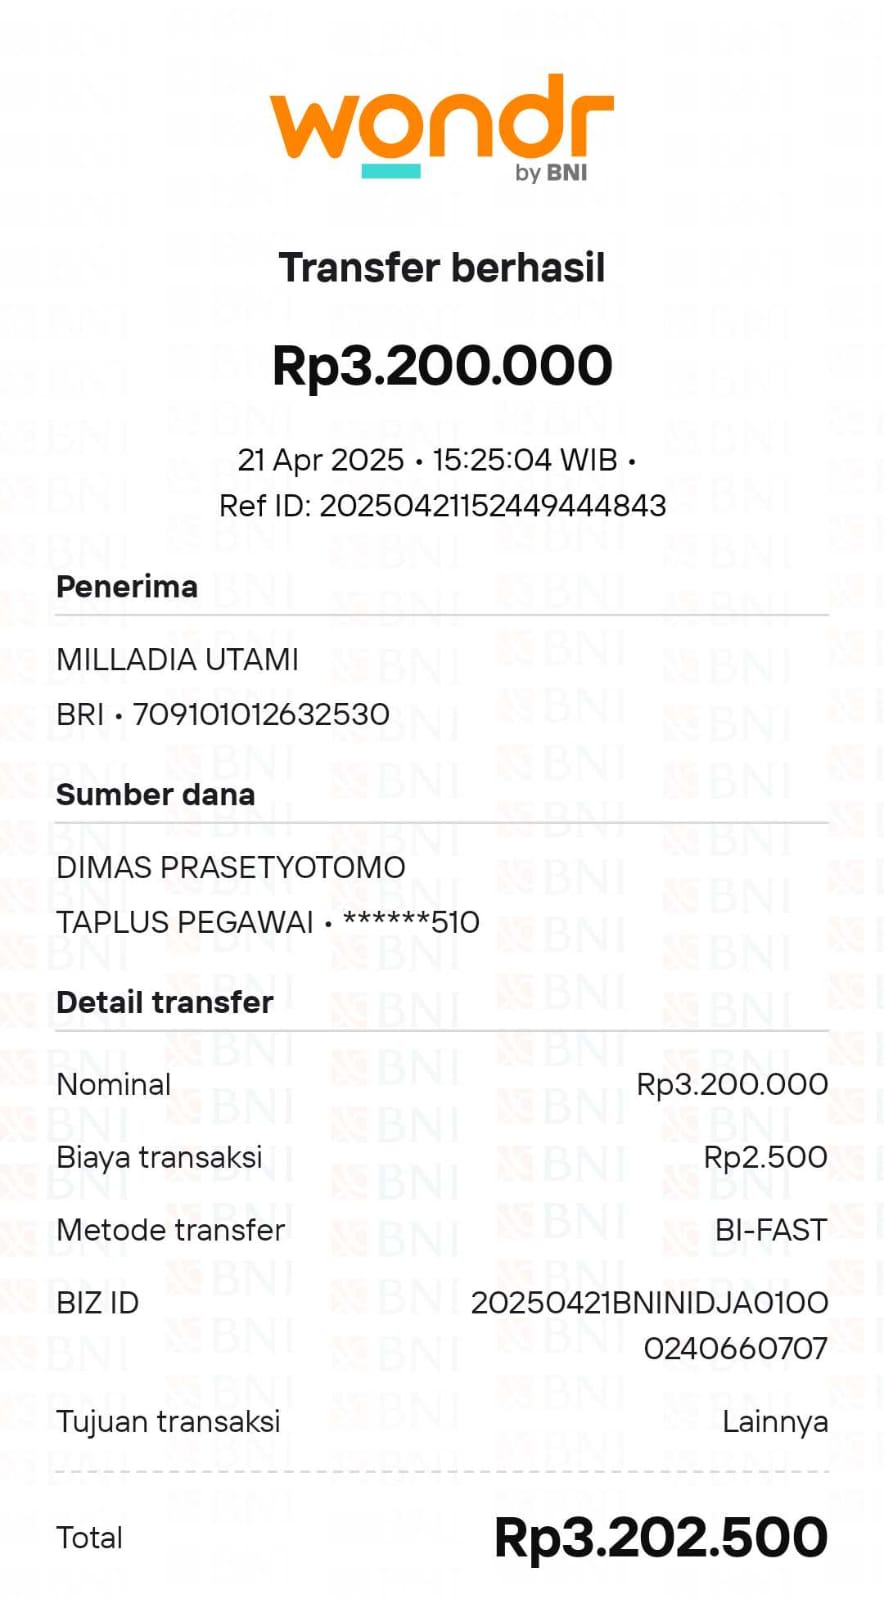 wondr
by BNI
Transfer berhasil
Rp3.200.000
21 Apr 2025 • 15:25:04 WIB •
Ref ID: 20250421152449444843
Penerima
MILLADIA UTAMI
BRI • 709101012632530
Sumber dana
DIMAS PRASETYOTOMO
TAPLUS PEGAWAI • ******510
Detail transfer
Nominal Rp3.200.000
Biaya transaksi Rp2.500
Metode transfer BI-FAST
BIZ ID 20250421BNINIDJA0100
0240660707
Tujuan transaksi Lainnya
Total Rp3.202.500